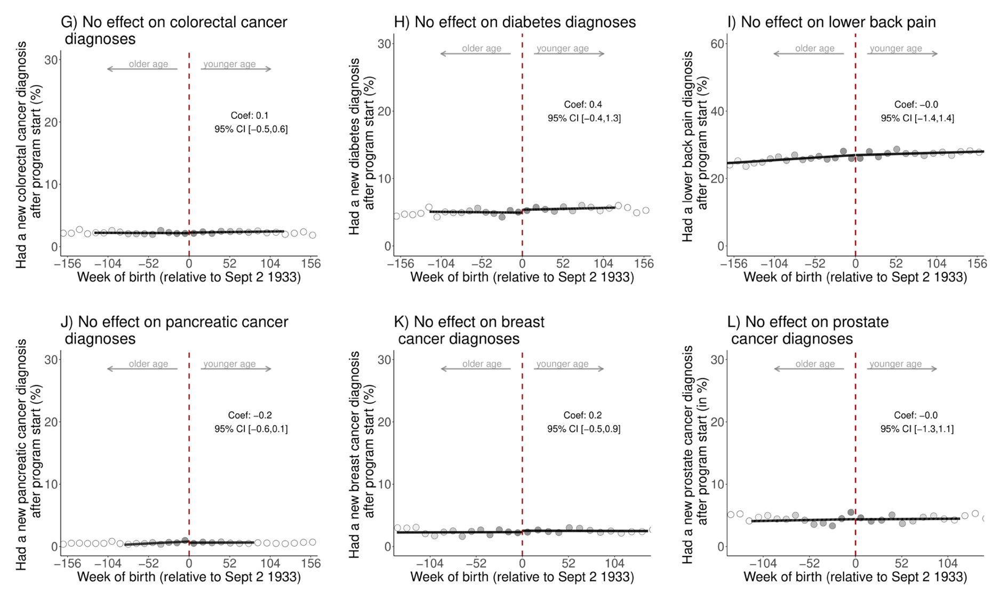 G) No effect on colorectal cancer
diagnoses
Had a new colorectal cancer diagnosis
after program start (%)
30
20
10
0
older age
younger age
Coef: 0.1
95% CI [−0.5,0.6]
−156 −104 −52 0 52 104 156
Week of birth (relative to Sept 2 1933)
H) No effect on diabetes diagnoses
Had a new diabetes diagnosis
after program start (%)
30
20
10
0
older age
younger age
Coef: 0.4
95% CI [−0.4,1.3]
−156 −104 −52 0 52 104 156
Week of birth (relative to Sept 2 1933)
I) No effect on lower back pain
Had a lower back pain diagnosis
after program start (%)
60
40
20
0
older age
younger age
Coef: −0.0
95% CI [−1.4,1.4]
−156 −104 −52 0 52 104 156
Week of birth (relative to Sept 2 1933)
J) No effect on pancreatic cancer
diagnoses
Had a new pancreatic cancer diagnosis
after program start (%)
30
20
10
0
older age
younger age
Coef: −0.2
95% CI [−0.6,0.1]
−156 −104 −52 0 52 104 156
Week of birth (relative to Sept 2 1933)
K) No effect on breast
cancer diagnoses
Had a new breast cancer diagnosis
after program start (%)
30
20
10
0
older age
younger age
Coef: 0.2
95% CI [−0.5,0.9]
−104 −52 0 52 104
Week of birth (relative to Sept 2 1933)
L) No effect on prostate
cancer diagnoses
Had a new prostate cancer diagnosis
after program start (in %)
30
20
10
0
older age
younger age
Coef: −0.0
95% CI [−1.3,1.1]
−104 −52 0 52 104
Week of birth (relative to Sept 2 1933)